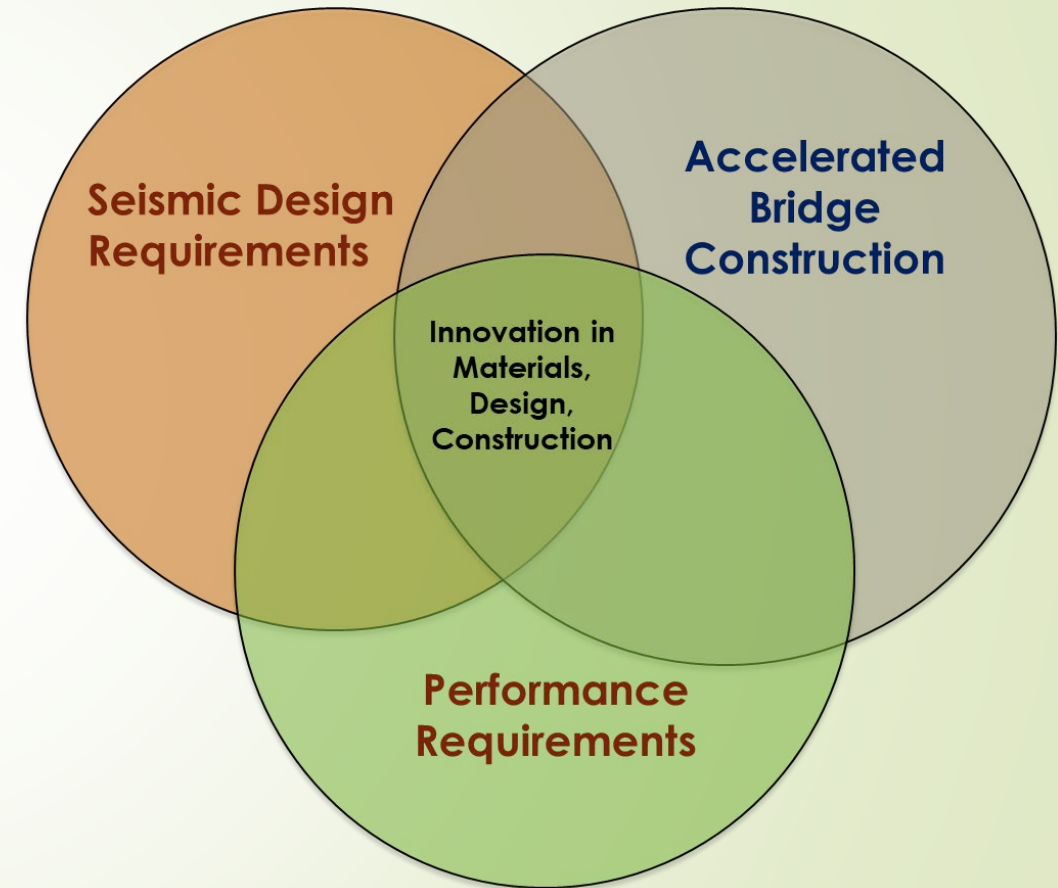 Seismic Design
Requirements
Accelerated
Bridge
Construction
Innovation in
Materials,
Design,
Construction
Performance
Requirements